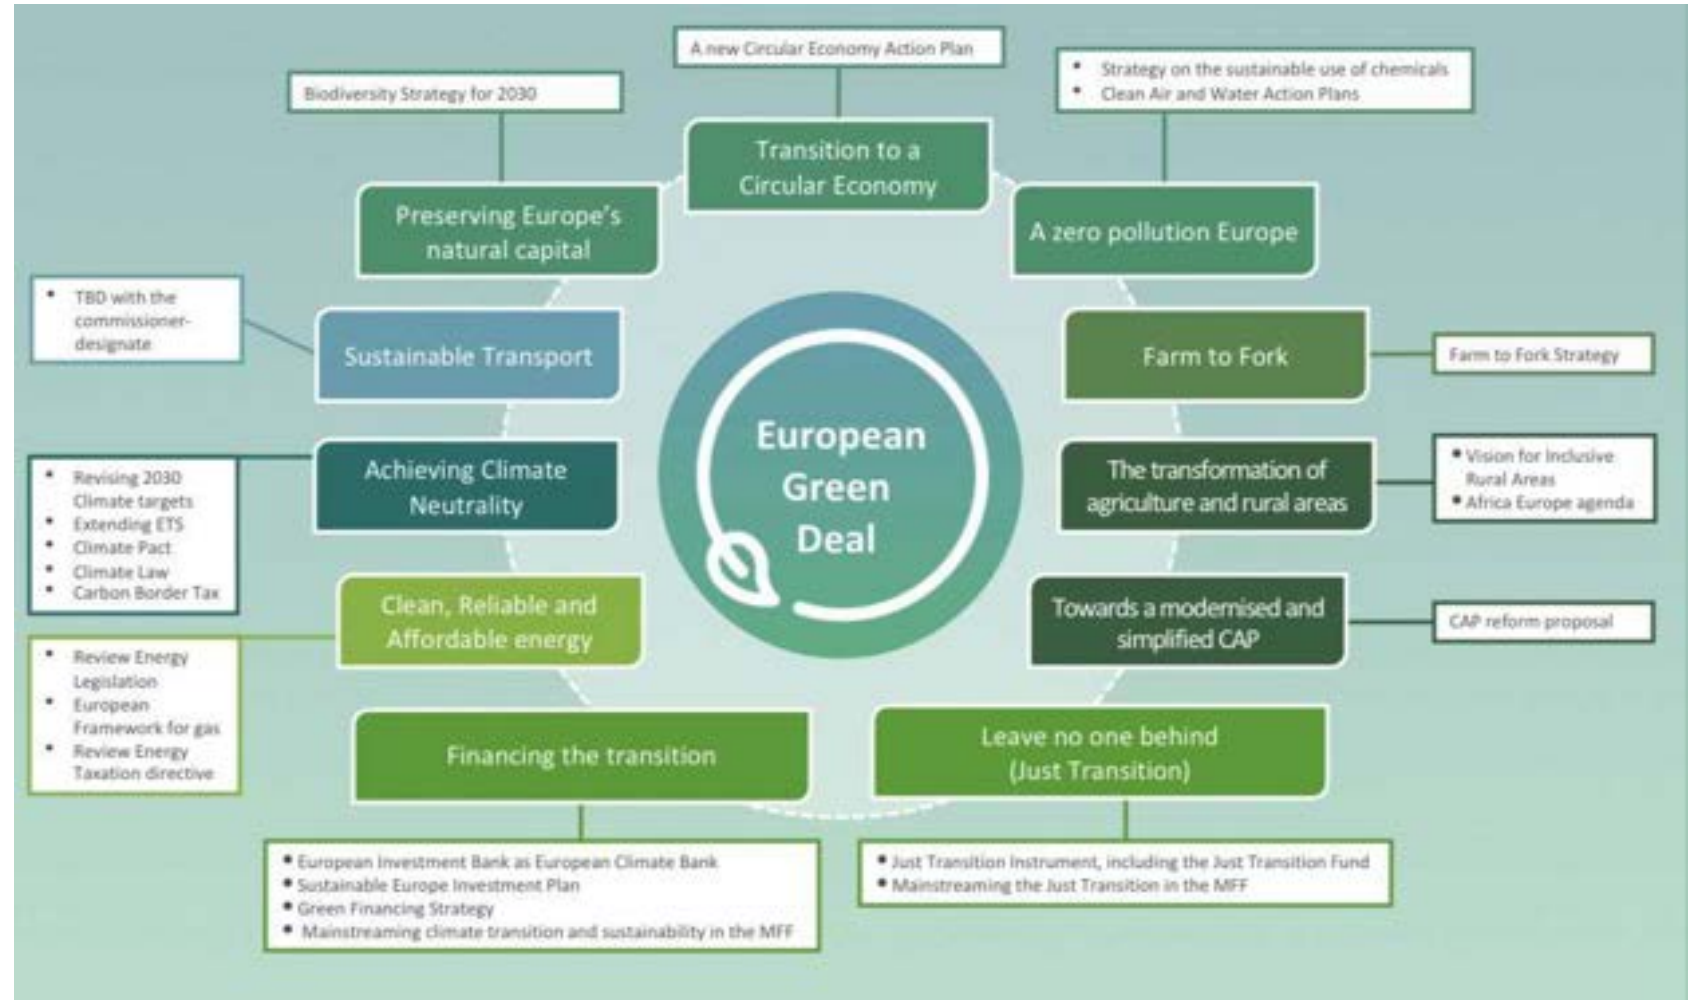 A new Circular Economy Action Plan
Biodiversity Strategy for 2030
• Strategy on the sustainable use of chemicals
• Clean Air and Water Action Plans
Transition to a
Circular Economy
Preserving Europe's
natural capital
A zero pollution Europe
• TBD with the
commissioner-
designate
Sustainable Transport
Farm to Fork
Farm to Fork Strategy
European
Green
Deal
Achieving Climate
Neutrality
• Revising 2030
Climate targets
• Extending ETS
• Climate Pact
• Climate Law
• Carbon Border Tax
The transformation of
agriculture and rural areas
• Vision for Inclusive
Rural Areas
• Africa Europe agenda
Clean, Reliable and
Affordable energy
• Review Energy
Legislation
• European
Framework for gas
• Review Energy
Taxation directive
Towards a modernised and
simplified CAP
CAP reform proposal
Financing the transition
• European Investment Bank as European Climate Bank
• Sustainable Europe Investment Plan
• Green Financing Strategy
• Mainstreaming climate transition and sustainability in the MFF
Leave no one behind
(Just Transition)
• Just Transition Instrument, including the Just Transition Fund
• Mainstreaming the Just Transition in the MFF